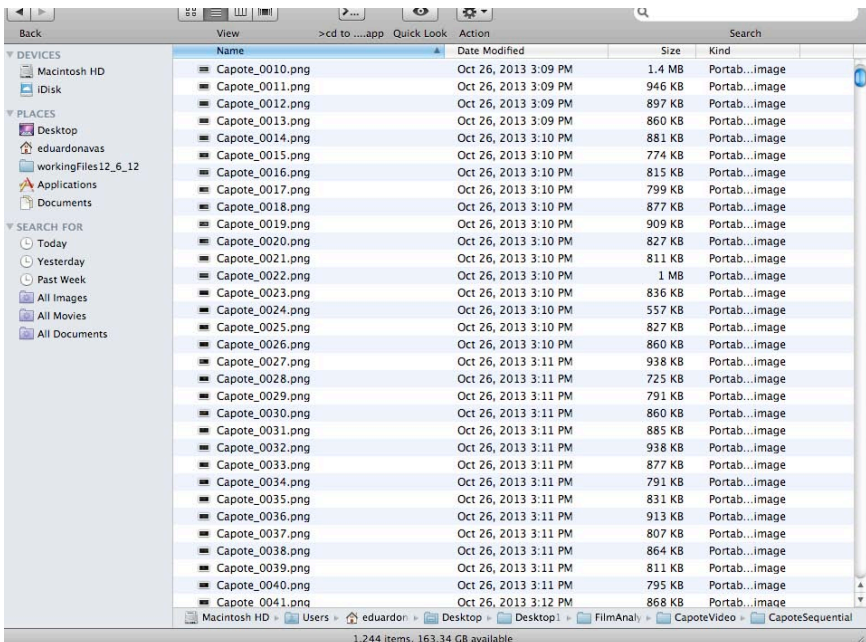 Back View >cd to ....app Quick Look Action Search
DEVICES
Macintosh HD
iDisk
PLACES
Desktop
eduardonavas
workingFiles12_6_12
Applications
Documents
SEARCH FOR
Today
Yesterday
Past Week
All Images
All Movies
All Documents
Name Date Modified Size Kind
Capote_0010.png Oct 26, 2013 3:09 PM 1.4 MB Portab...image
Capote_0011.png Oct 26, 2013 3:09 PM 946 KB Portab...image
Capote_0012.png Oct 26, 2013 3:09 PM 897 KB Portab...image
Capote_0013.png Oct 26, 2013 3:09 PM 860 KB Portab...image
Capote_0014.png Oct 26, 2013 3:10 PM 881 KB Portab...image
Capote_0015.png Oct 26, 2013 3:10 PM 774 KB Portab...image
Capote_0016.png Oct 26, 2013 3:10 PM 815 KB Portab...image
Capote_0017.png Oct 26, 2013 3:10 PM 799 KB Portab...image
Capote_0018.png Oct 26, 2013 3:10 PM 877 KB Portab...image
Capote_0019.png Oct 26, 2013 3:10 PM 909 KB Portab...image
Capote_0020.png Oct 26, 2013 3:10 PM 827 KB Portab...image
Capote_0021.png Oct 26, 2013 3:10 PM 811 KB Portab...image
Capote_0022.png Oct 26, 2013 3:10 PM 1 MB Portab...image
Capote_0023.png Oct 26, 2013 3:10 PM 836 KB Portab...image
Capote_0024.png Oct 26, 2013 3:10 PM 557 KB Portab...image
Capote_0025.png Oct 26, 2013 3:10 PM 827 KB Portab...image
Capote_0026.png Oct 26, 2013 3:10 PM 860 KB Portab...image
Capote_0027.png Oct 26, 2013 3:11 PM 938 KB Portab...image
Capote_0028.png Oct 26, 2013 3:11 PM 725 KB Portab...image
Capote_0029.png Oct 26, 2013 3:11 PM 791 KB Portab...image
Capote_0030.png Oct 26, 2013 3:11 PM 860 KB Portab...image
Capote_0031.png Oct 26, 2013 3:11 PM 885 KB Portab...image
Capote_0032.png Oct 26, 2013 3:11 PM 938 KB Portab...image
Capote_0033.png Oct 26, 2013 3:11 PM 877 KB Portab...image
Capote_0034.png Oct 26, 2013 3:11 PM 791 KB Portab...image
Capote_0035.png Oct 26, 2013 3:11 PM 831 KB Portab...image
Capote_0036.png Oct 26, 2013 3:11 PM 913 KB Portab...image
Capote_0037.png Oct 26, 2013 3:11 PM 807 KB Portab...image
Capote_0038.png Oct 26, 2013 3:11 PM 864 KB Portab...image
Capote_0039.png Oct 26, 2013 3:11 PM 811 KB Portab...image
Capote_0040.png Oct 26, 2013 3:11 PM 795 KB Portab...image
Capote_0041.png Oct 26, 2013 3:12 PM 868 KB Portab...image
Macintosh HD Users eduardon Desktop Desktop1 FilmAnaly CapoteVideo CapoteSequential
1,244 items, 163.34 GB available